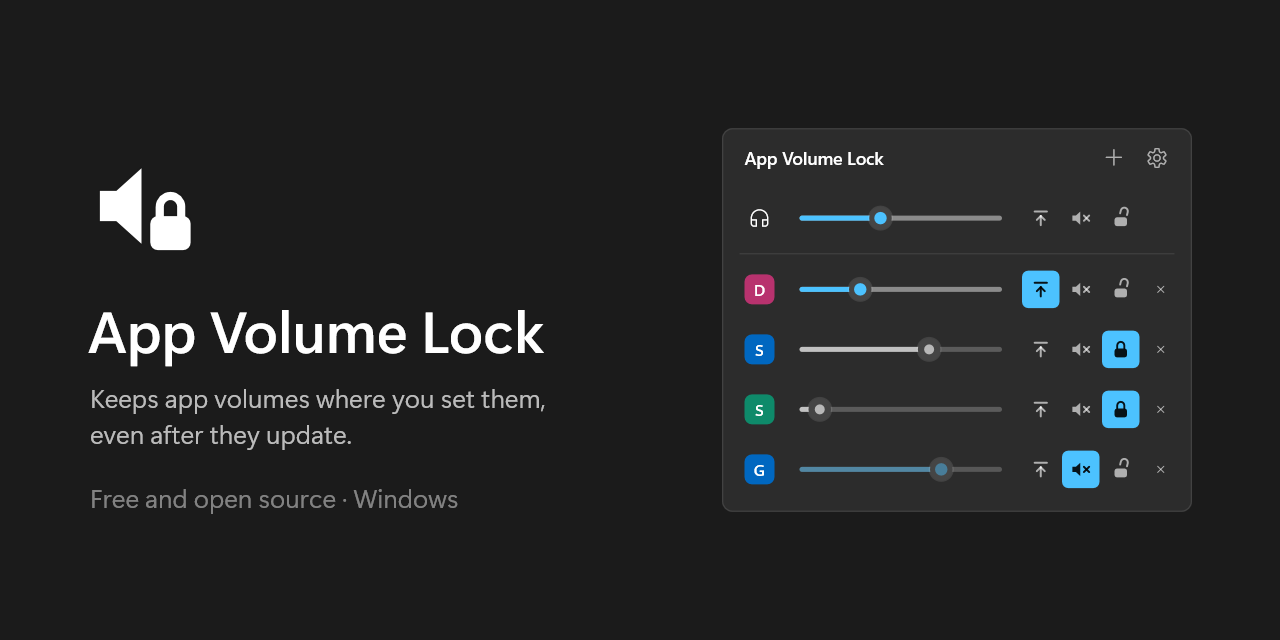 App Volume Lock
Keeps app volumes where you set them,
even after they update.
Free and open source · Windows
App Volume Lock
D
S
S
G